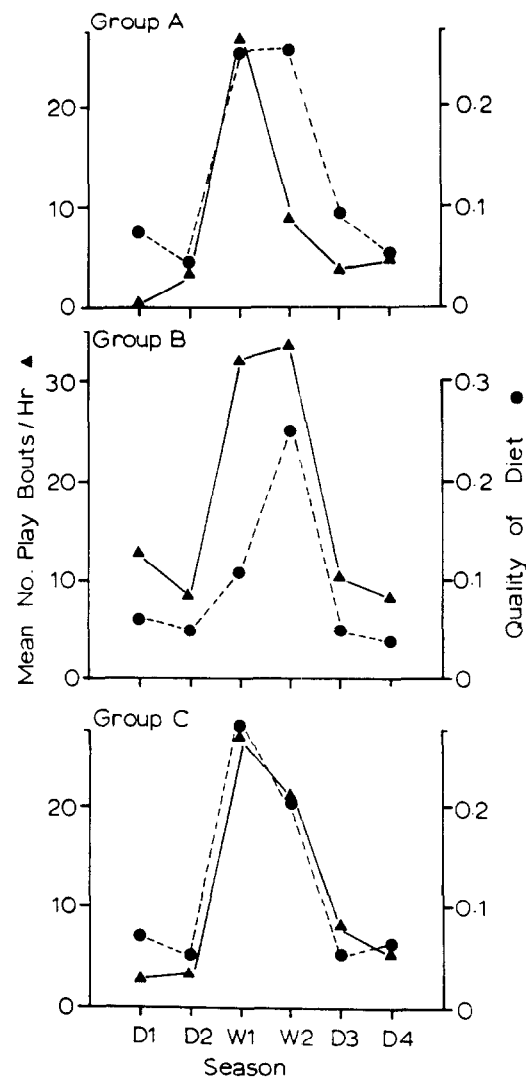 Group A
20
10
0
0.2
0.1
0
Group B
30
20
10
0
0.3
0.2
0.1
0
Group C
20
10
0
0.2
0.1
0
Mean No. Play Bouts/Hr ▲
Quality of Diet ●
D1 D2 W1 W2 D3 D4
Season